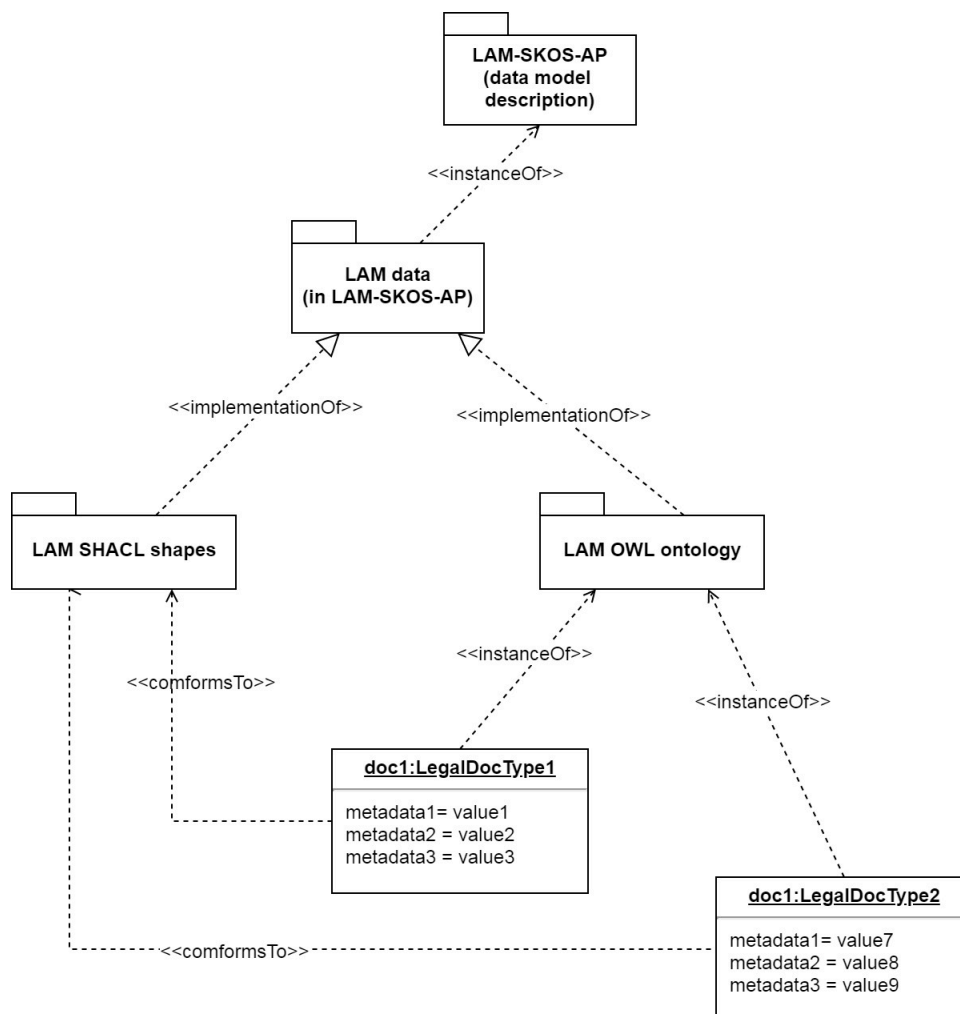 LAM-SKOS-AP
(data model
description)
<<instanceOf>>
LAM data
(in LAM-SKOS-AP)
<<implementationOf>>
<<implementationOf>>
LAM SHACL shapes
LAM OWL ontology
<<instanceOf>>
<<comformsTo>>
<<instanceOf>>
doc1:LegalDocType1
metadata1= value1
metadata2 = value2
metadata3 = value3
doc1:LegalDocType2
metadata1= value7
metadata2 = value8
metadata3 = value9
<<comformsTo>>